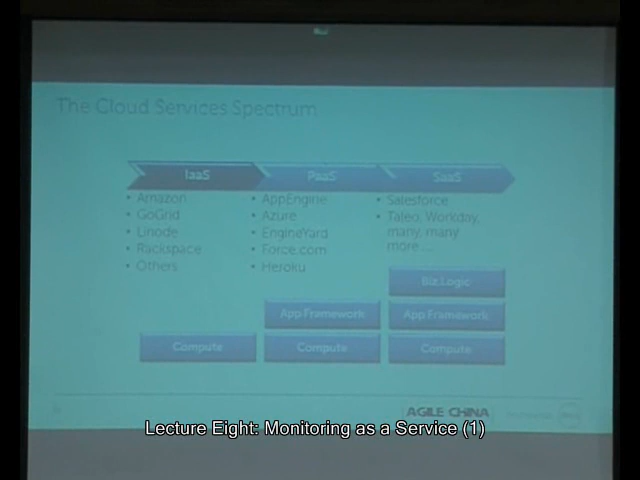 The Cloud Services Spectrum
IaaS
PaaS
SaaS
• Amazon
• GoGrid
• Linode
• Rackspace
• Others
• AppEngine
• Azure
• EngineYard
• Force.com
• Heroku
• Salesforce
• Taleo, Workday,
many, many
more...
Biz.Logic
App.Framework
App.Framework
Compute
Compute
Compute
AGILE CHINA
Lecture Eight: Monitoring as a Service (1)